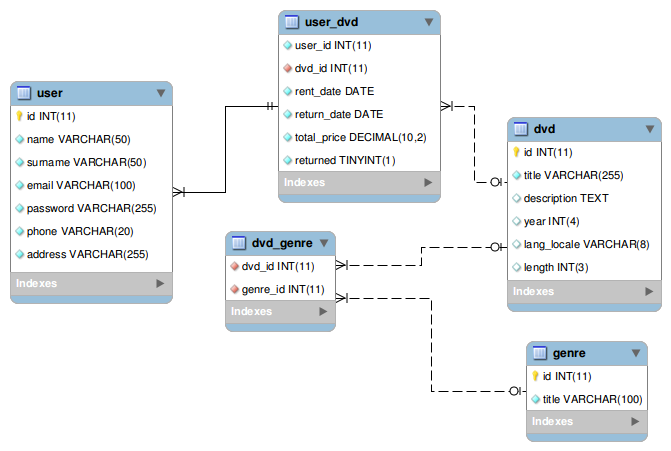 user_dvd
user_id INT(11)
dvd_id INT(11)
rent_date DATE
return_date DATE
total_price DECIMAL(10,2)
returned TINYINT(1)
Indexes
user
id INT(11)
name VARCHAR(50)
surname VARCHAR(50)
email VARCHAR(100)
password VARCHAR(255)
phone VARCHAR(20)
address VARCHAR(255)
Indexes
dvd
id INT(11)
title VARCHAR(255)
description TEXT
year INT(4)
lang_locale VARCHAR(8)
length INT(3)
Indexes
dvd_genre
dvd_id INT(11)
genre_id INT(11)
Indexes
genre
id INT(11)
title VARCHAR(100)
Indexes